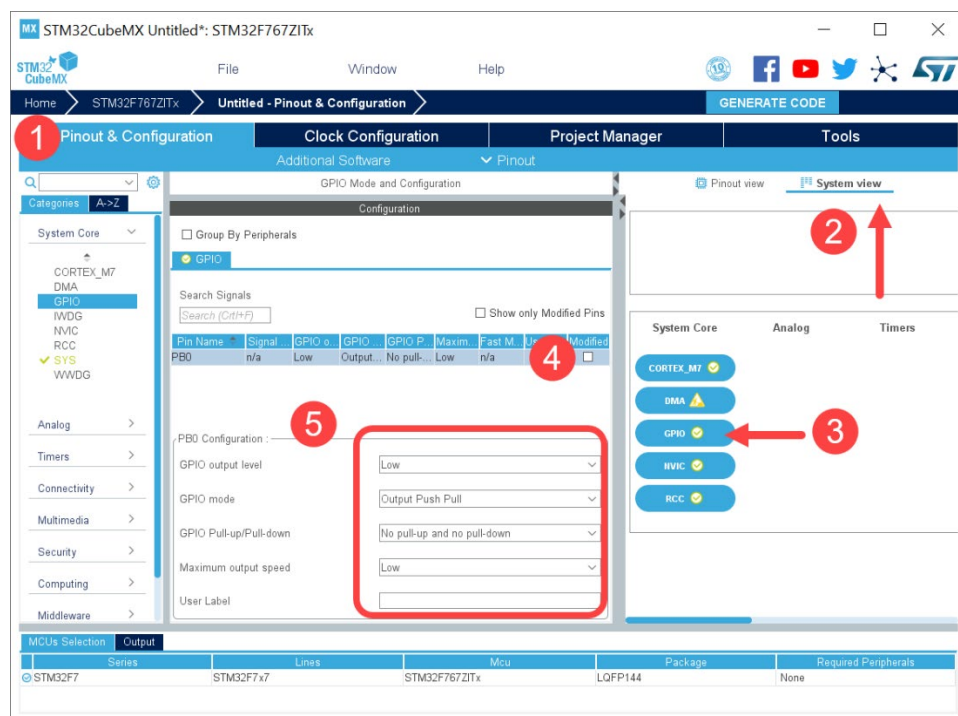 MX STM32CubeMX Untitled*: STM32F767ZITx
STM32 CubeMX
File Window Help
10
Home STM32F767ZITx Untitled - Pinout & Configuration GENERATE CODE
1 Pinout & Configuration Clock Configuration Project Manager Tools
Additional Software Pinout
GPIO Mode and Configuration
Pinout view System view
Categories A->Z
Configuration
2
System Core
Group By Peripherals
GPIO
CORTEX_M7
DMA
GPIO
IWDG
NVIC
RCC
SYS
WWDG
Search Signals
Search (Crtl+F)
Show only Modified Pins
Pin Name Signal ... GPIO o... GPIO ... GPIO P... Maxim... Fast M... Modified
PB0 n/a Low Output... No pull-... Low n/a
4
System Core Analog Timers
CORTEX_M7
DMA
GPIO
3
NVIC
RCC
Analog
Timers
Connectivity
Multimedia
Security
Computing
Middleware
5
PB0 Configuration :
GPIO output level Low
GPIO mode Output Push Pull
GPIO Pull-up/Pull-down No pull-up and no pull-down
Maximum output speed Low
User Label
MCUs Selection Output
Series Lines Mcu Package Required Peripherals
STM32F7 STM32F7x7 STM32F767ZITx LQFP144 None